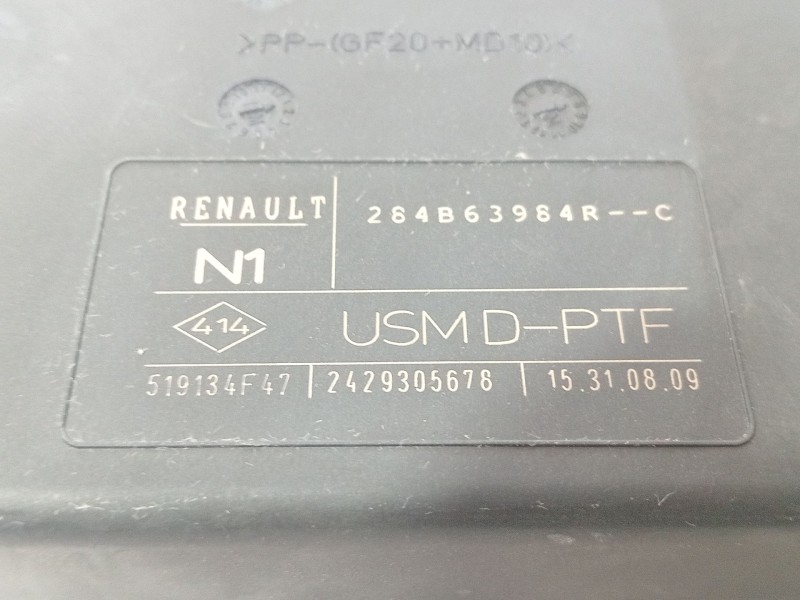 >PP-(GF20+MD10)<
RENAULT
284B63984R--C
N1
414
USM D-PTF
519134F47
2429305678
15.31.08.09